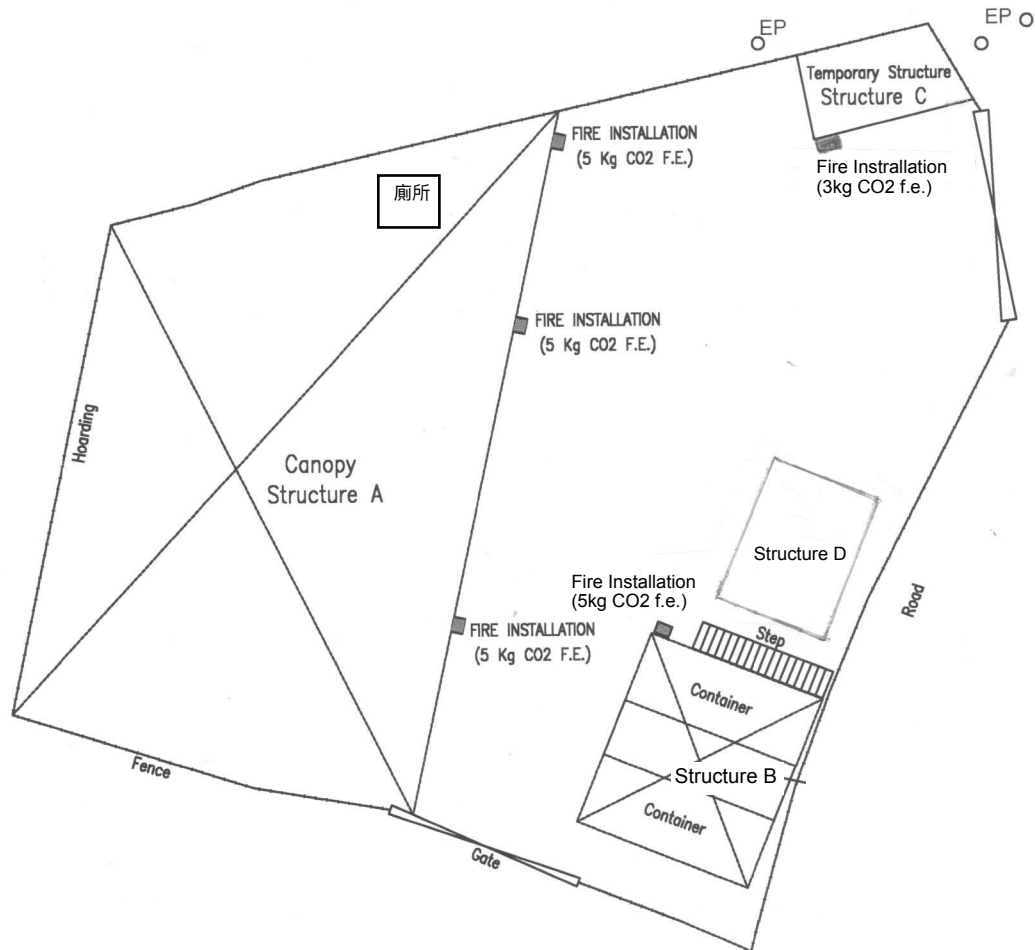 EP
EP
Temporary Structure
Structure C
FIRE INSTALLATION
(5 Kg CO2 F.E.)
Fire Instrallation
(3kg CO2 f.e.)
廁所
FIRE INSTALLATION
(5 Kg CO2 F.E.)
Hoarding
Canopy
Structure A
Structure D
Fire Installation
(5kg CO2 f.e.)
Road
FIRE INSTALLATION
(5 Kg CO2 F.E.)
Step
Container
Fence
Structure B
Container
Gate